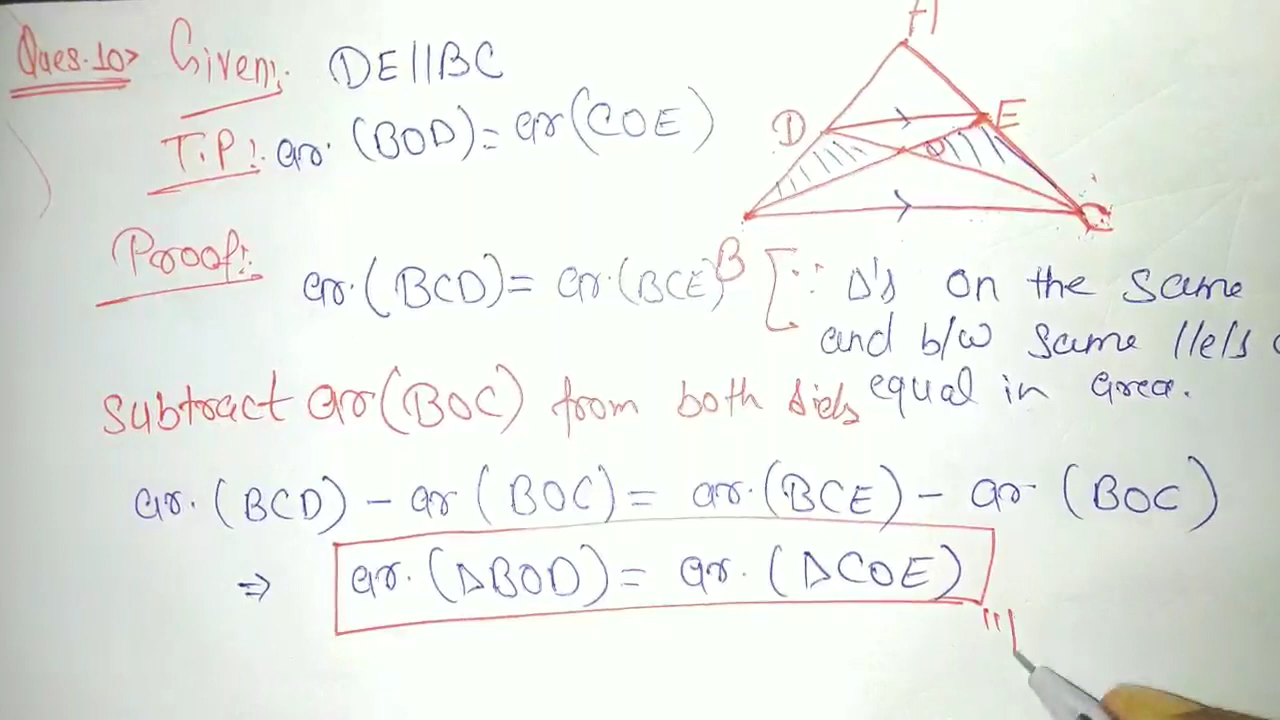 Ques.10> Given:. DE||BC
T.P!. ar. (BOD) = ar(COE)
A
D
E
O
B
C
Proof:.
ar.(BCD) = ar.(BCE) [∵ Δ's on the same
and b/w same ||e/s
equal in area.
Subtract ar(BOC) from both sids
ar.(BCD) - ar (BOC) = ar.(BCE) - ar (BOC)
⇒ ar.(ΔBOD) = ar.(ΔCOE)